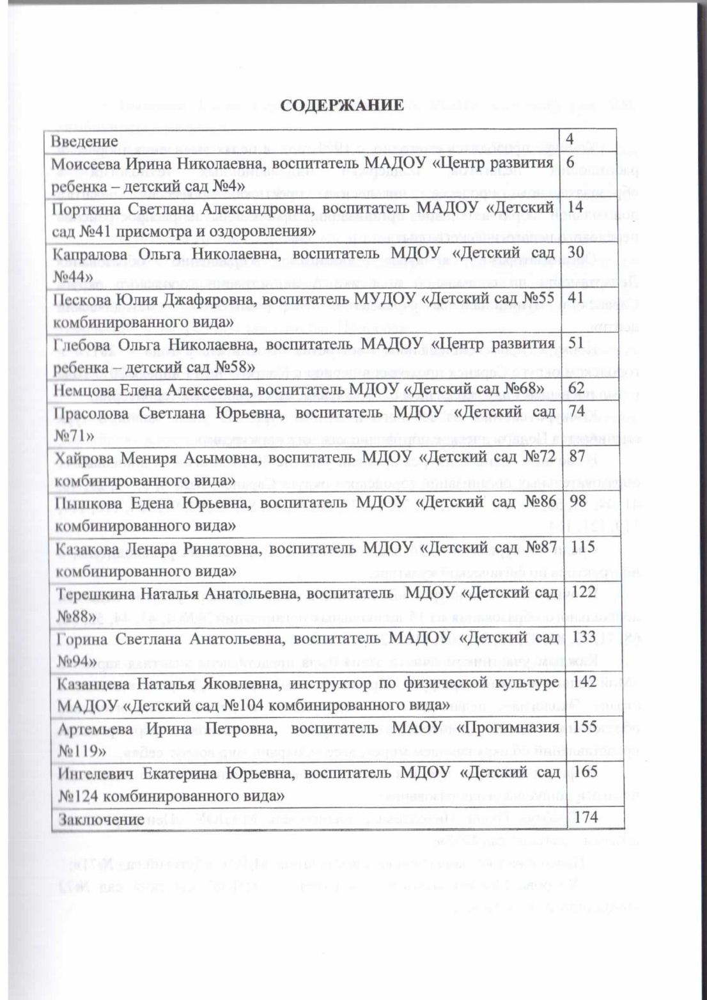 СОДЕРЖАНИЕ
Введение 4
Моисеева Ирина Николаевна, воспитатель МАДОУ «Центр развития 6
ребенка – детский сад №4»
Порткина Светлана Александровна, воспитатель МАДОУ «Детский 14
сад №41 присмотра и оздоровления»
Капралова Ольга Николаевна, воспитатель МДОУ «Детский сад 30
№44»
Пескова Юлия Джафяровна, воспитатель МУДОУ «Детский сад №55 41
комбинированного вида»
Глебова Ольга Николаевна, воспитатель МАДОУ «Центр развития 51
ребенка – детский сад №58»
Немцова Елена Алексеевна, воспитатель МДОУ «Детский сад №68» 62
Прасолова Светлана Юрьевна, воспитатель МДОУ «Детский сад 74
№71»
Хайрова Мениря Асымовна, воспитатель МДОУ «Детский сад №72 87
комбинированного вида»
Пышкова Едена Юрьевна, воспитатель МДОУ «Детский сад №86 98
комбинированного вида»
Казакова Ленара Ринатовна, воспитатель МДОУ «Детский сад №87 115
комбинированного вида»
Терешкина Наталья Анатольевна, воспитатель МДОУ «Детский сад 122
№88»
Горина Светлана Анатольевна, воспитатель МАДОУ «Детский сад 133
№94»
Казанцева Наталья Яковлевна, инструктор по физической культуре 142
МАДОУ «Детский сад №104 комбинированного вида»
Артемьева Ирина Петровна, воспитатель МАОУ «Прогимназия 155
№119»
Ингелевич Екатерина Юрьевна, воспитатель МДОУ «Детский сад 165
№124 комбинированного вида»
Заключение 174